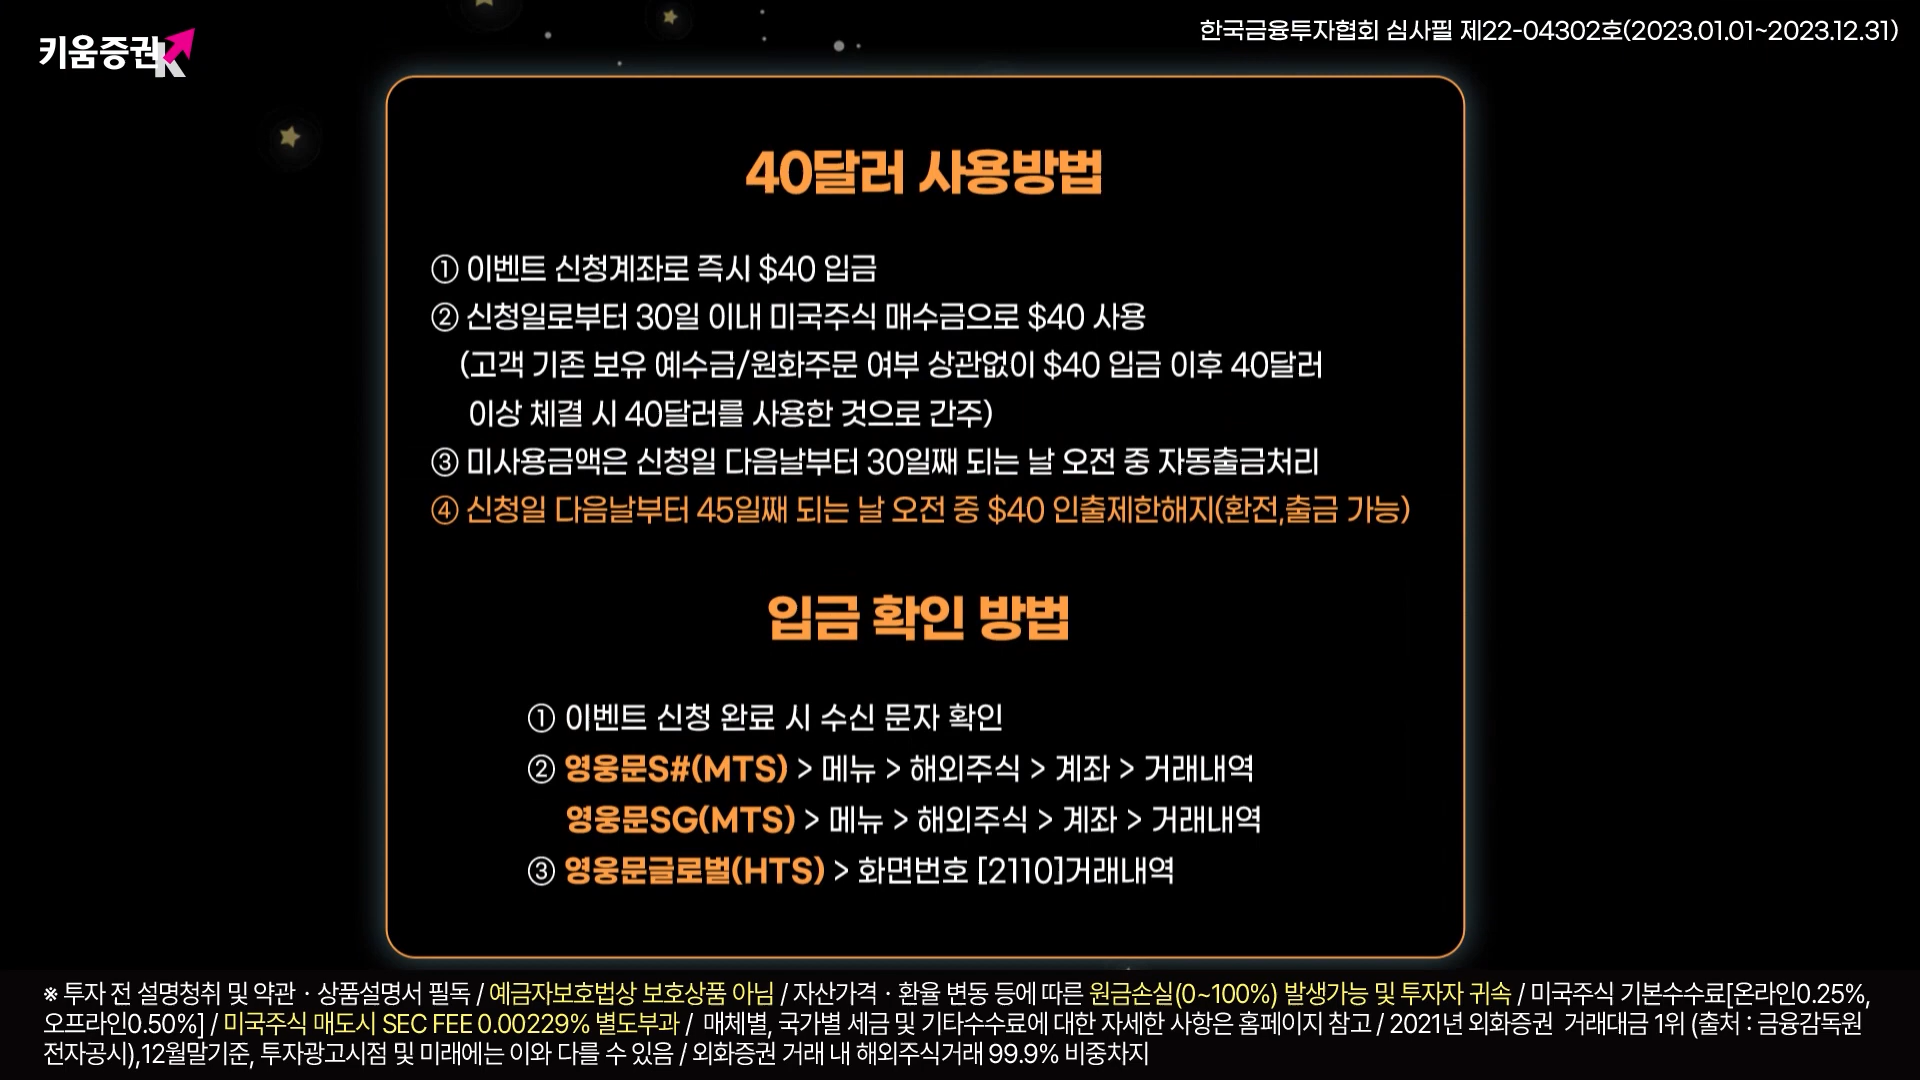 키움증권
한국금융투자협회 심사필 제22-04302호(2023.01.01~2023.12.31)
40달러 사용방법
① 이벤트 신청계좌로 즉시 $40 입금
② 신청일로부터 30일 이내 미국주식 매수금으로 $40 사용
(고객 기존 보유 예수금/원화주문 여부 상관없이 $40 입금 이후 40달러
이상 체결 시 40달러를 사용한 것으로 간주)
③ 미사용금액은 신청일 다음날부터 30일째 되는 날 오전 중 자동출금처리
④ 신청일 다음날부터 45일째 되는 날 오전 중 $40 인출제한해지(환전,출금 가능)
입금 확인 방법
① 이벤트 신청 완료 시 수신 문자 확인
② 영웅문S#(MTS) > 메뉴 > 해외주식 > 계좌 > 거래내역
영웅문SG(MTS) > 메뉴 > 해외주식 > 계좌 > 거래내역
③ 영웅문글로벌(HTS) > 화면번호 [2110]거래내역
※ 투자 전 설명청취 및 약관 · 상품설명서 필독 / 예금자보호법상 보호상품 아님 / 자산가격 · 환율 변동 등에 따른 원금손실(0~100%) 발생가능 및 투자자 귀속 / 미국주식 기본수수료[온라인0.25%,
오프라인0.50%] / 미국주식 매도시 SEC FEE 0.00229% 별도부과 / 매체별, 국가별 세금 및 기타수수료에 대한 자세한 사항은 홈페이지 참고 / 2021년 외화증권 거래대금 1위 (출처 : 금융감독원
전자공시),12월말기준, 투자광고시점 및 미래에는 이와 다를 수 있음 / 외화증권 거래 내 해외주식거래 99.9% 비중차지